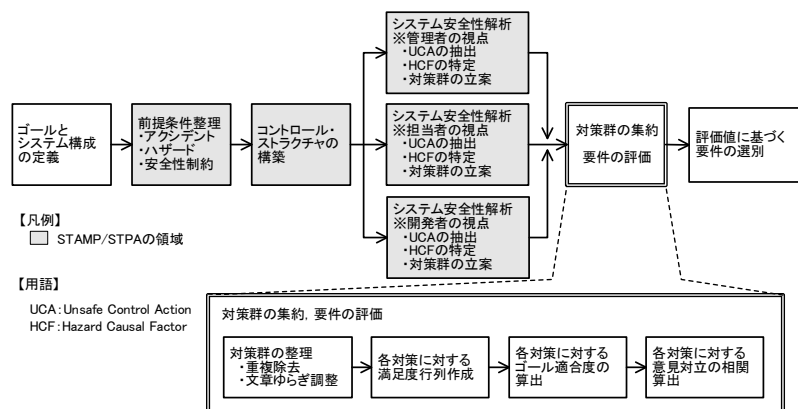 ゴールと
システム構成
の定義
前提条件整理
・アクシデント
・ハザード
・安全性制約
コントロール・
ストラクチャの
構築
システム安全性解析
※管理者の視点
・UCAの抽出
・HCFの特定
・対策群の立案
システム安全性解析
※担当者の視点
・UCAの抽出
・HCFの特定
・対策群の立案
システム安全性解析
※開発者の視点
・UCAの抽出
・HCFの特定
・対策群の立案
対策群の集約
要件の評価
評価値に基づく
要件の選別
【凡例】
STAMP/STPAの領域
【用語】
UCA:Unsafe Control Action
HCF:Hazard Causal Factor
対策群の集約,要件の評価
対策群の整理
・重複除去
・文章ゆらぎ調整
各対策に対する
満足度行列作成
各対策に対する
ゴール適合度の
算出
各対策に対する
意見対立の相関
算出